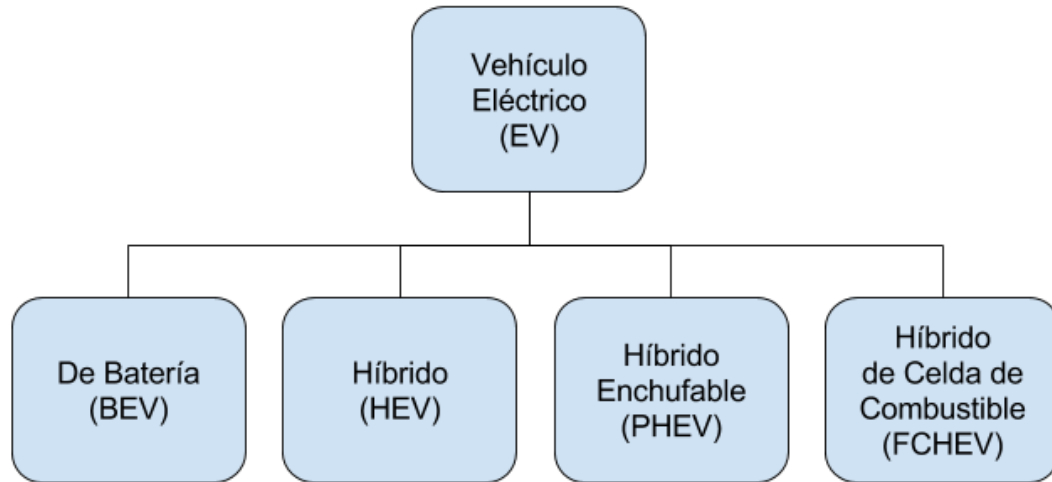 Vehículo
Eléctrico
(EV)
De Batería
(BEV)
Híbrido
(HEV)
Híbrido
Enchufable
(PHEV)
Híbrido
de Celda de
Combustible
(FCHEV)